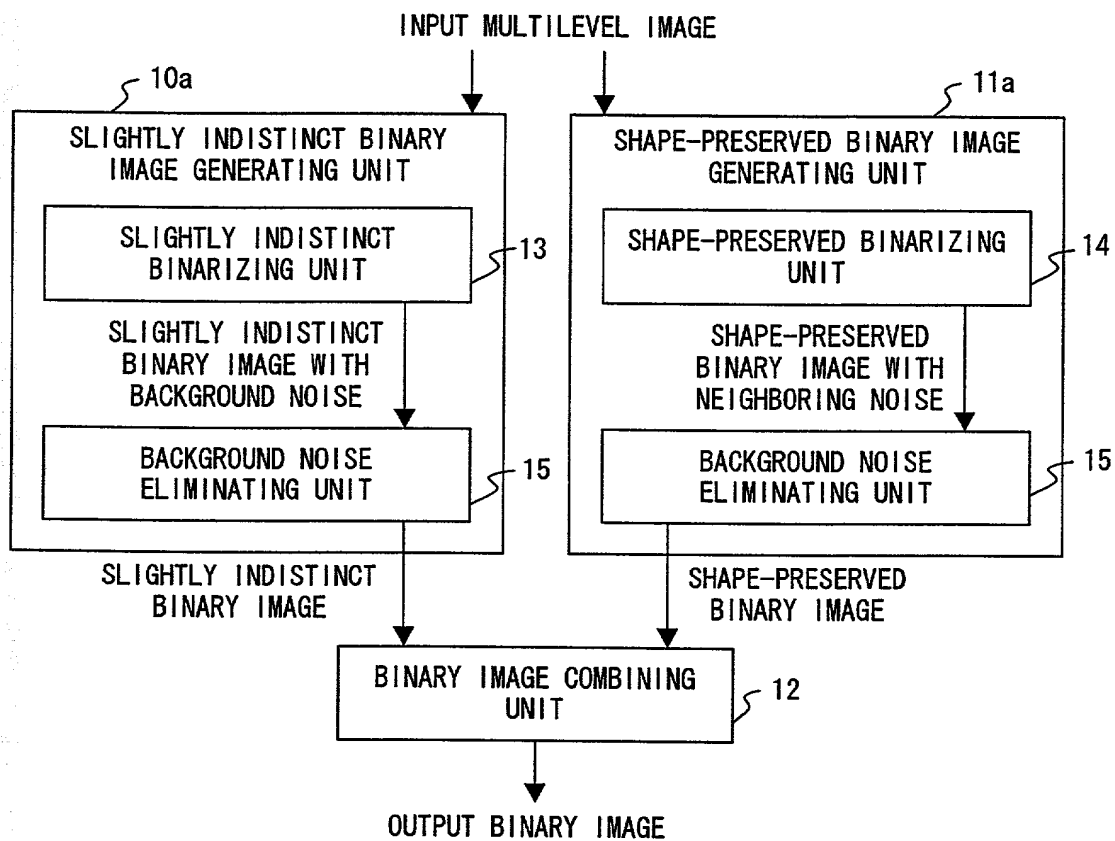 INPUT MULTILEVEL IMAGE
10a
11a
SLIGHTLY INDISTINCT BINARY
IMAGE GENERATING UNIT
SLIGHTLY INDISTINCT
BINARIZING UNIT
13
SLIGHTLY INDISTINCT
BINARY IMAGE WITH
BACKGROUND NOISE
BACKGROUND NOISE
ELIMINATING UNIT
15
SLIGHTLY INDISTINCT
BINARY IMAGE
SHAPE-PRESERVED BINARY IMAGE
GENERATING UNIT
SHAPE-PRESERVED BINARIZING
UNIT
14
SHAPE-PRESERVED
BINARY IMAGE WITH
NEIGHBORING NOISE
BACKGROUND NOISE
ELIMINATING UNIT
15
SHAPE-PRESERVED
BINARY IMAGE
BINARY IMAGE COMBINING
UNIT
12
OUTPUT BINARY IMAGE